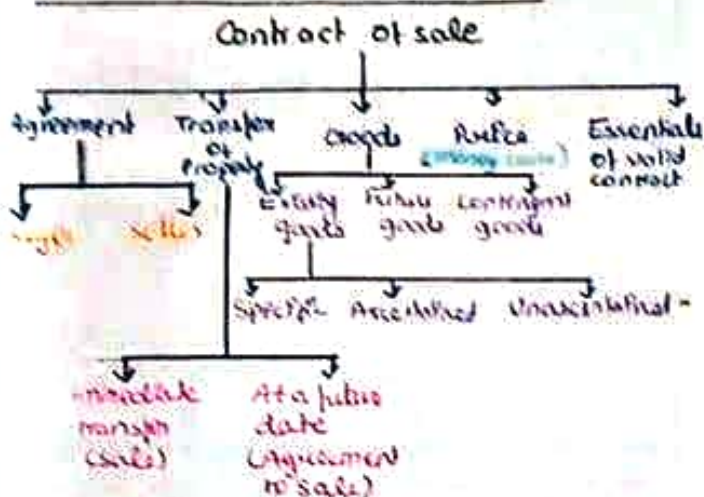 Contract of sale
Agreement
Transfer
of
Property
Goods
Price
(money
Essentials
of valid
contract
Buyer
Seller
Existing
goods
Future
goods
Contingent
goods
Specific
Ascertained
Unascertained
Immediate
transfer
(sale)
At a future
date
(Agreement
to sale)